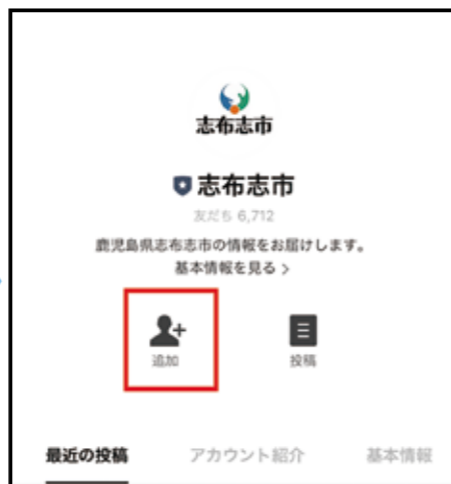 志布志市
志布志市
友だち 6,712
鹿児島県志布志市の情報をお届けします。
基本情報を見る >
追加 投稿
最近の投稿 アカウント紹介 基本情報